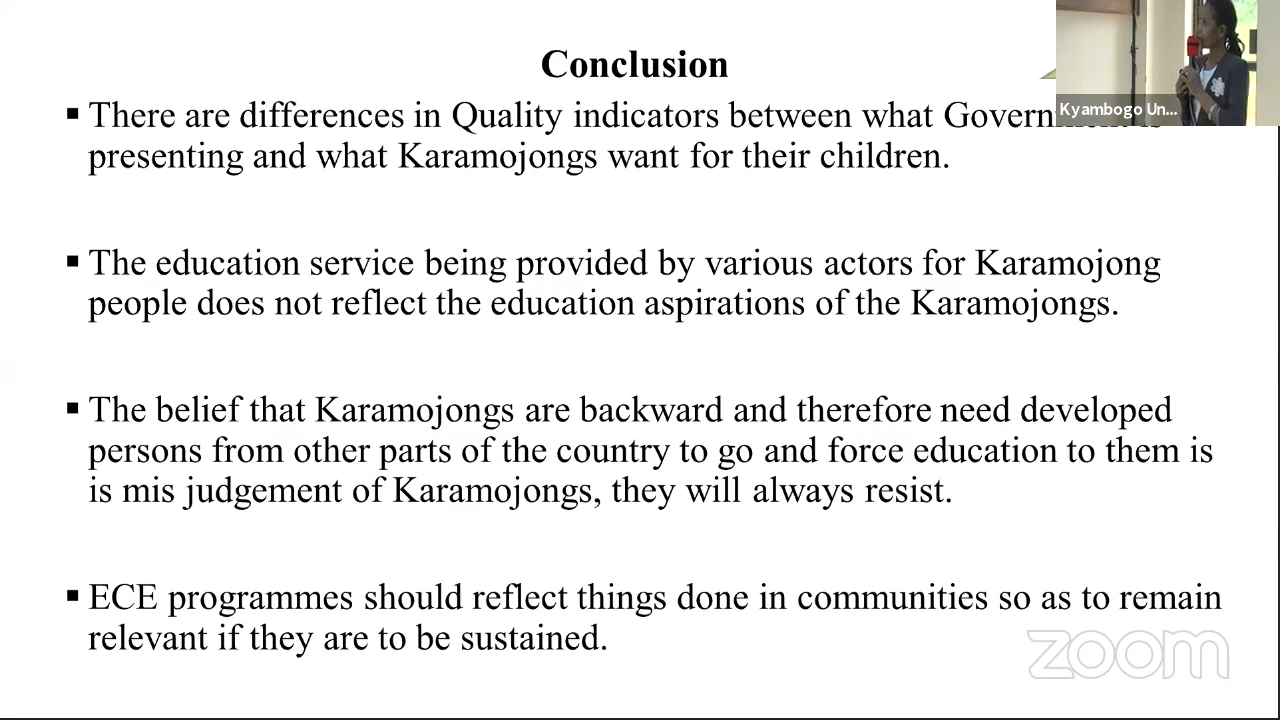 Conclusion
▪ There are differences in Quality indicators between what
presenting and what Karamojongs want for their children.
▪ The education service being provided by various actors for Karamojong
people does not reflect the education aspirations of the Karamojongs.
▪ The belief that Karamojongs are backward and therefore need developed
persons from other parts of the country to go and force education to them is
is mis judgement of Karamojongs, they will always resist.
▪ ECE programmes should reflect things done in communities so as to remain
relevant if they are to be sustained.
Kyambogo Un...
zoom